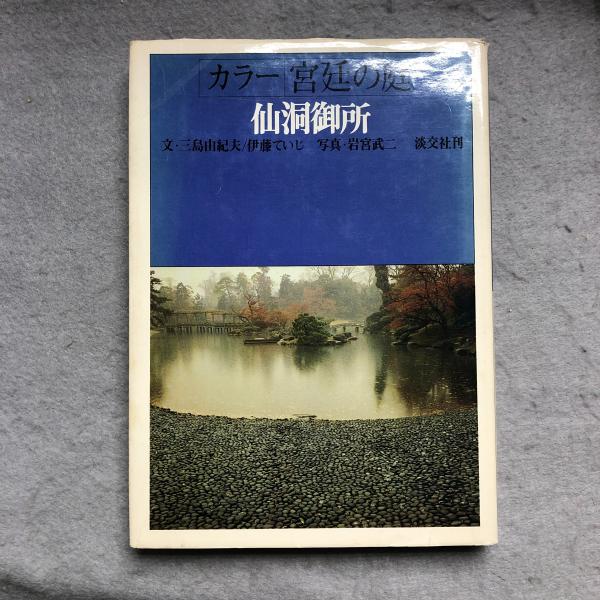 カラー 宮廷の庭
仙洞御所
文・三島由紀夫/伊藤ていじ 写真・岩宮武二 淡交社刊